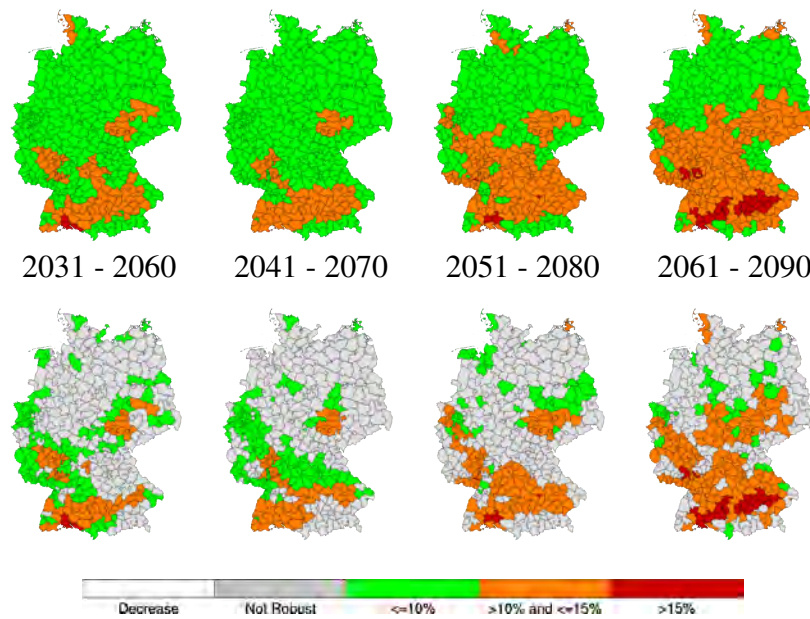 2031 - 2060 2041 - 2070 2051 - 2080 2061 - 2090
Decrease Not Robust <=10% >10% and <=15% >15%